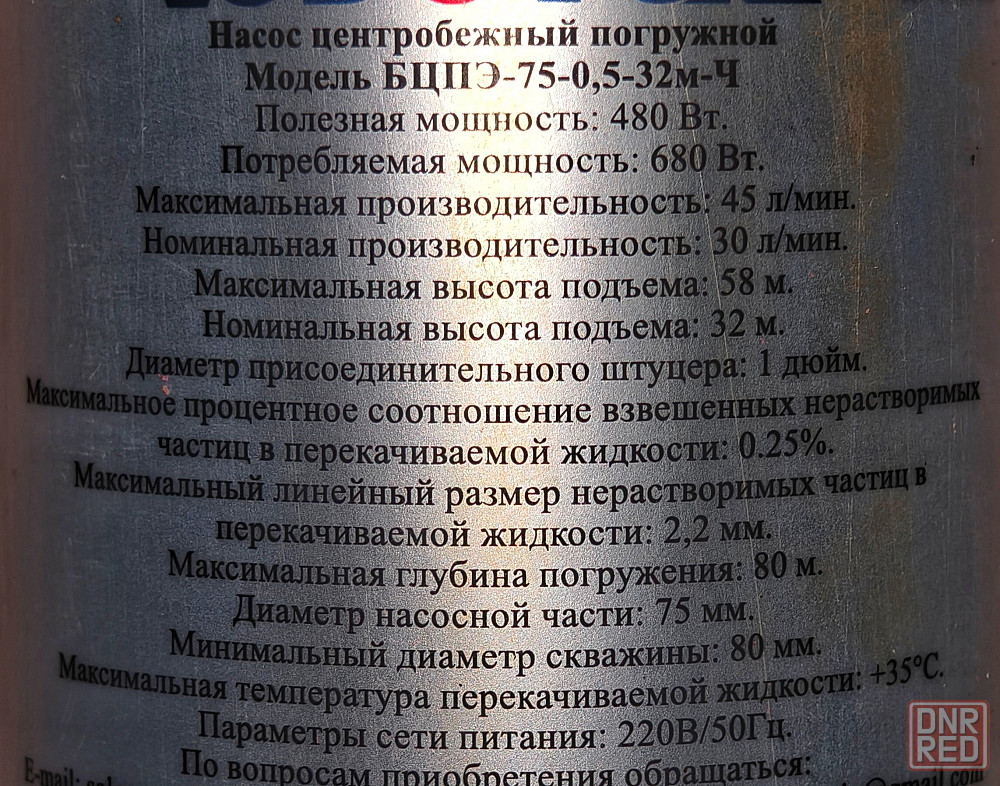 Насос центробежный погружной
Модель БЦПЭ-75-0,5-32м-Ч
Полезная мощность: 480 Вт.
Потребляемая мощность: 680 Вт.
Максимальная производительность: 45 л/мин.
Номинальная производительность: 30 л/мин.
Максимальная высота подъема: 58 м.
Номинальная высота подъема: 32 м.
Диаметр присоединительного штуцера: 1 дюйм.
Максимальное процентное соотношение взвешенных нерастворимых
частиц в перекачиваемой жидкости: 0.25%.
Максимальный линейный размер нерастворимых частиц в
перекачиваемой жидкости: 2,2 мм.
Максимальная глубина погружения: 80 м.
Диаметр насосной части: 75 мм.
Минимальный диаметр скважины: 80 мм.
Максимальная температура перекачиваемой жидкости: +35°С.
Параметры сети питания: 220В/50Гц.
По вопросам приобретения обращаться:
E-mail: @gmail.com
DNR
RED